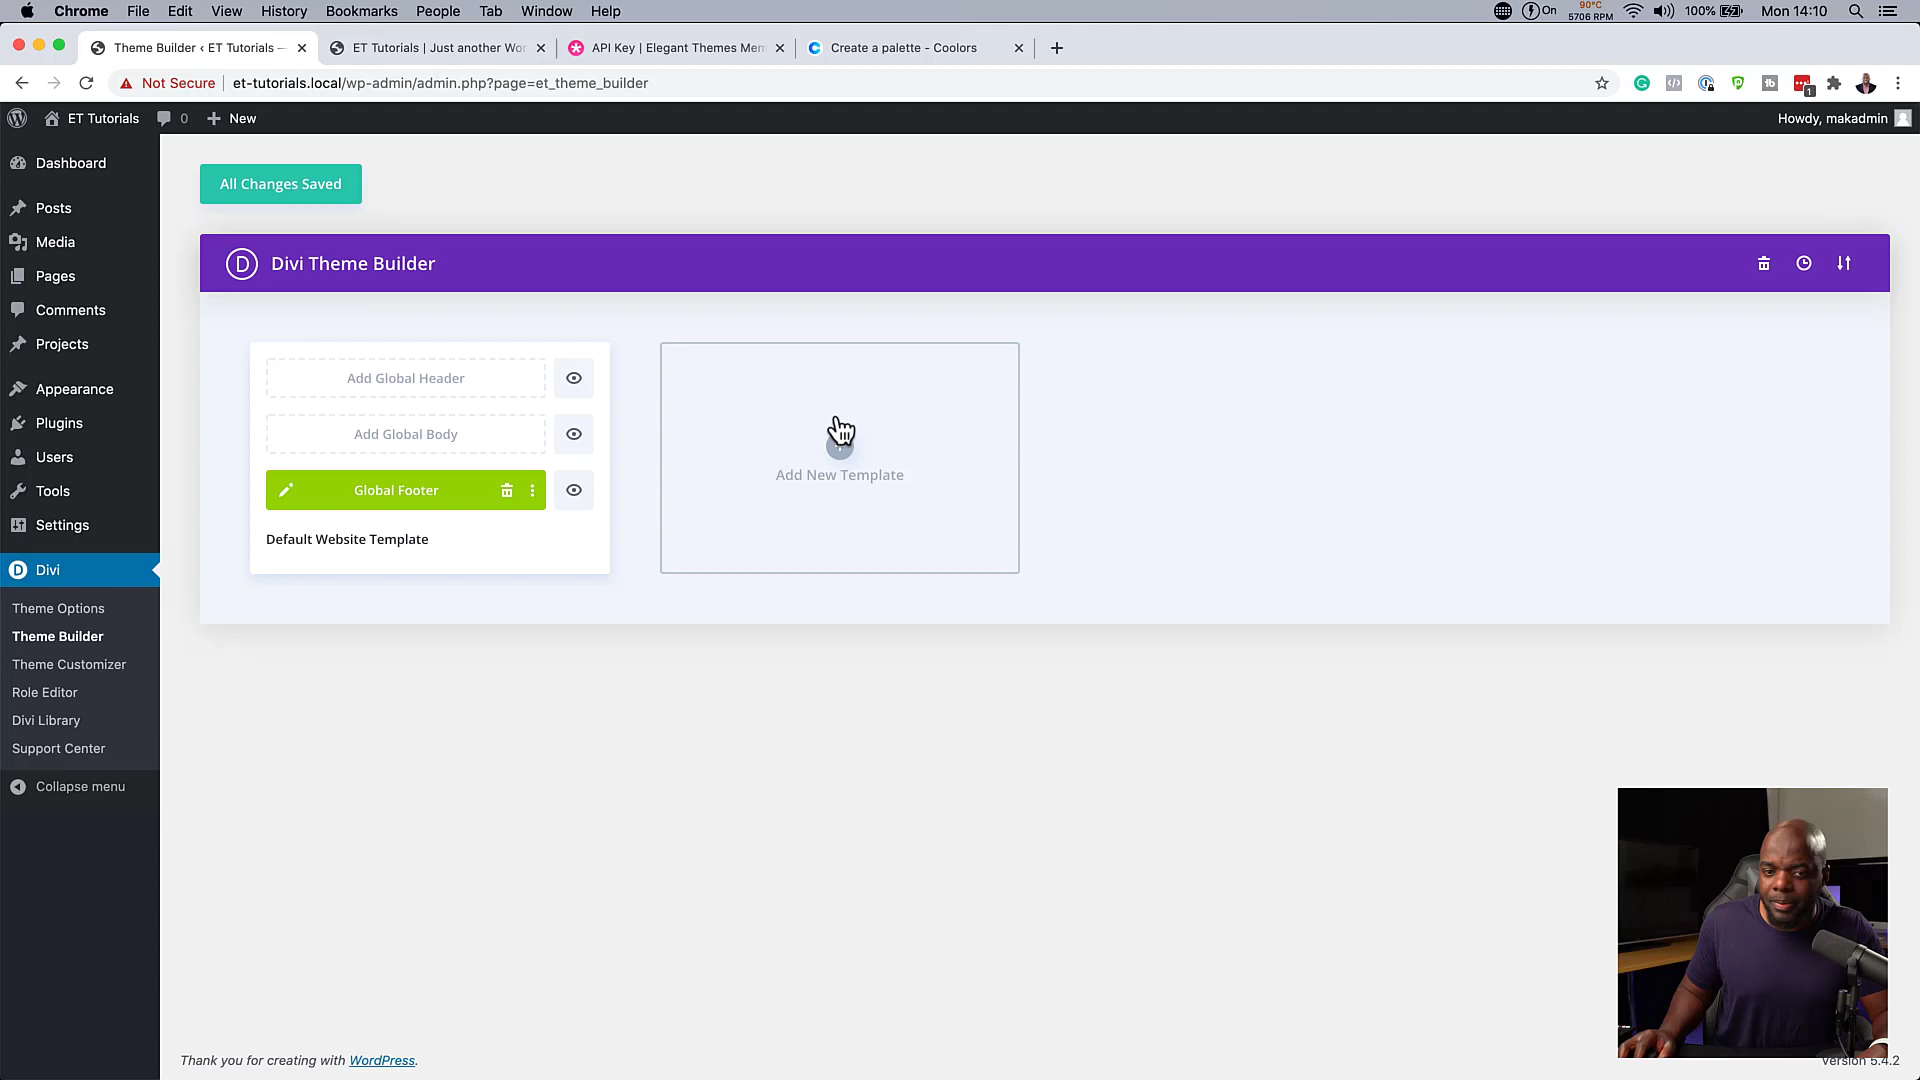 Chrome File Edit View History Bookmarks People Tab Window Help On 90°C 5706 RPM 100% Mon 14:10
Theme Builder ‹ ET Tutorials — ET Tutorials | Just another Wor API Key | Elegant Themes Mem Create a palette - Coolors
Not Secure et-tutorials.local/wp-admin/admin.php?page=et_theme_builder 1
ET Tutorials 0 New Howdy, makadmin
Dashboard
Posts
Media
Pages
Comments
Projects
Appearance
Plugins
Users
Tools
Settings
Divi
Theme Options
Theme Builder
Theme Customizer
Role Editor
Divi Library
Support Center
Collapse menu
All Changes Saved
D Divi Theme Builder
Add Global Header
Add Global Body
Global Footer
Default Website Template
Add New Template
Thank you for creating with WordPress.
Version 5.4.2